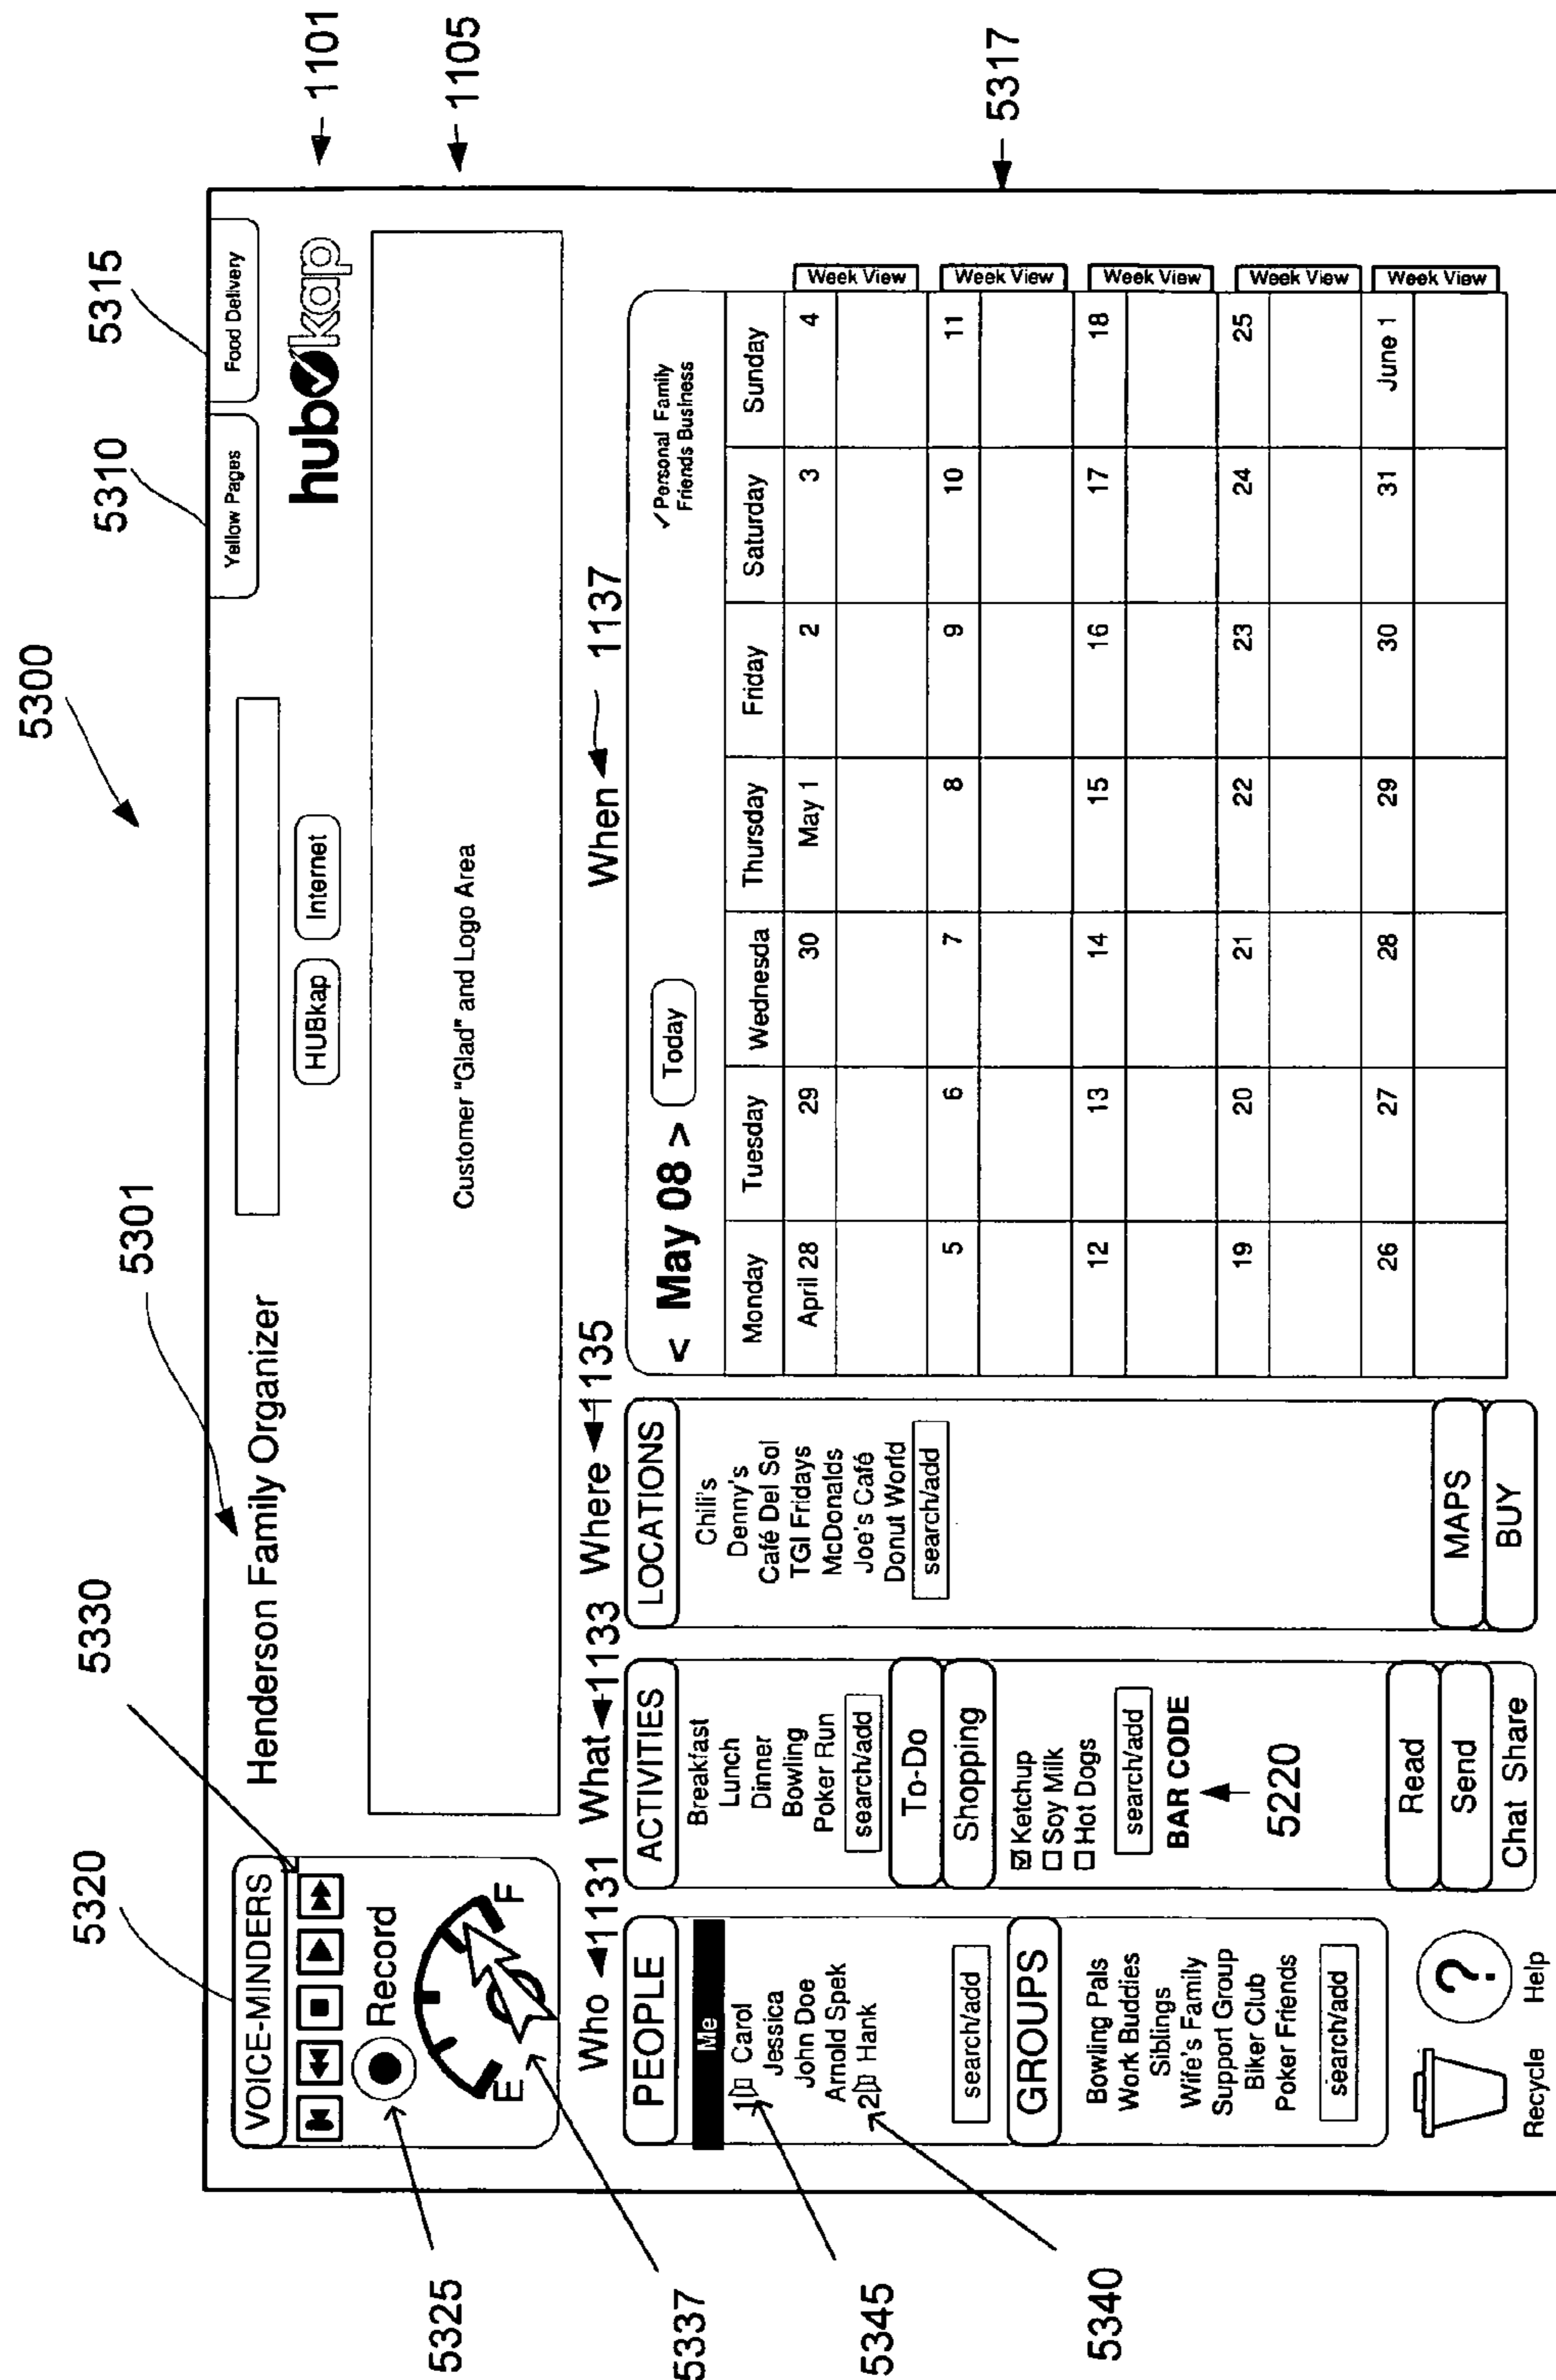 5300
5310
5315
5301
5330
5320
Yellow Pages
Food Delivery
← 1101
Henderson Family Organizer
HUBkap
Internet
hub kap
← 1105
Customer "Glad" and Logo Area
VOICE-MINDERS
Record
E
F
5325
5337
Who 1131
What 1133
Where 1135
When 1137
PEOPLE
Me
1 Carol
Jessica
John Doe
Arnold Spek
2 Hank
search/add
5345
5340
GROUPS
Bowling Pals
Work Buddies
Siblings
Wife's Family
Support Group
Biker Club
Poker Friends
search/add
Recycle
Help
?
ACTIVITIES
Breakfast
Lunch
Dinner
Bowling
Poker Run
search/add
To-Do
Shopping
☑ Ketchup
☐ Soy Milk
☐ Hot Dogs
search/add
BAR CODE
5220
Read
Send
Chat Share
LOCATIONS
Chili's
Denny's
Café Del Sol
TGI Fridays
McDonalds
Joe's Café
Donut World
search/add
MAPS
BUY
< May 08 > Today
✓Personal Family
Friends Business
Monday Tuesday Wednesda Thursday Friday Saturday Sunday
April 28 29 30 May 1 2 3 4 Week View
5 6 7 8 9 10 11 Week View
12 13 14 15 16 17 18 Week View
19 20 21 22 23 24 25 Week View
26 27 28 29 30 31 June 1 Week View
← 5317